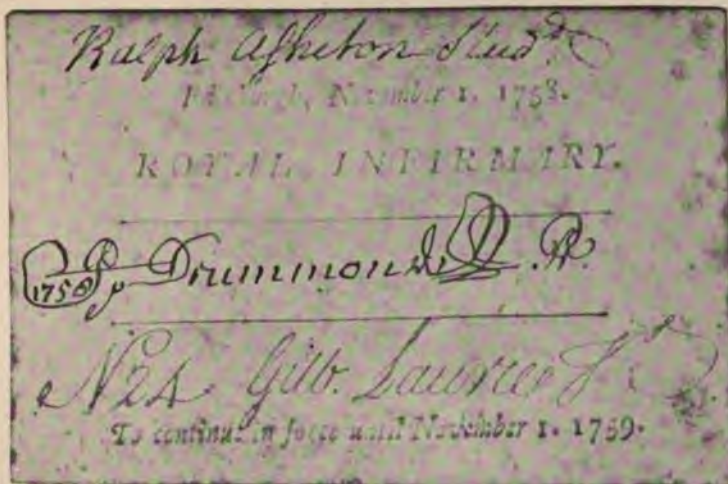 Ralph Asheton Stud.t
Edinburgh, November 1. 1758.
ROYAL INFIRMARY.
1758 Drummond P.R.
No 24 Gilb. Laurie T.r
To continue in force until November 1. 1759.